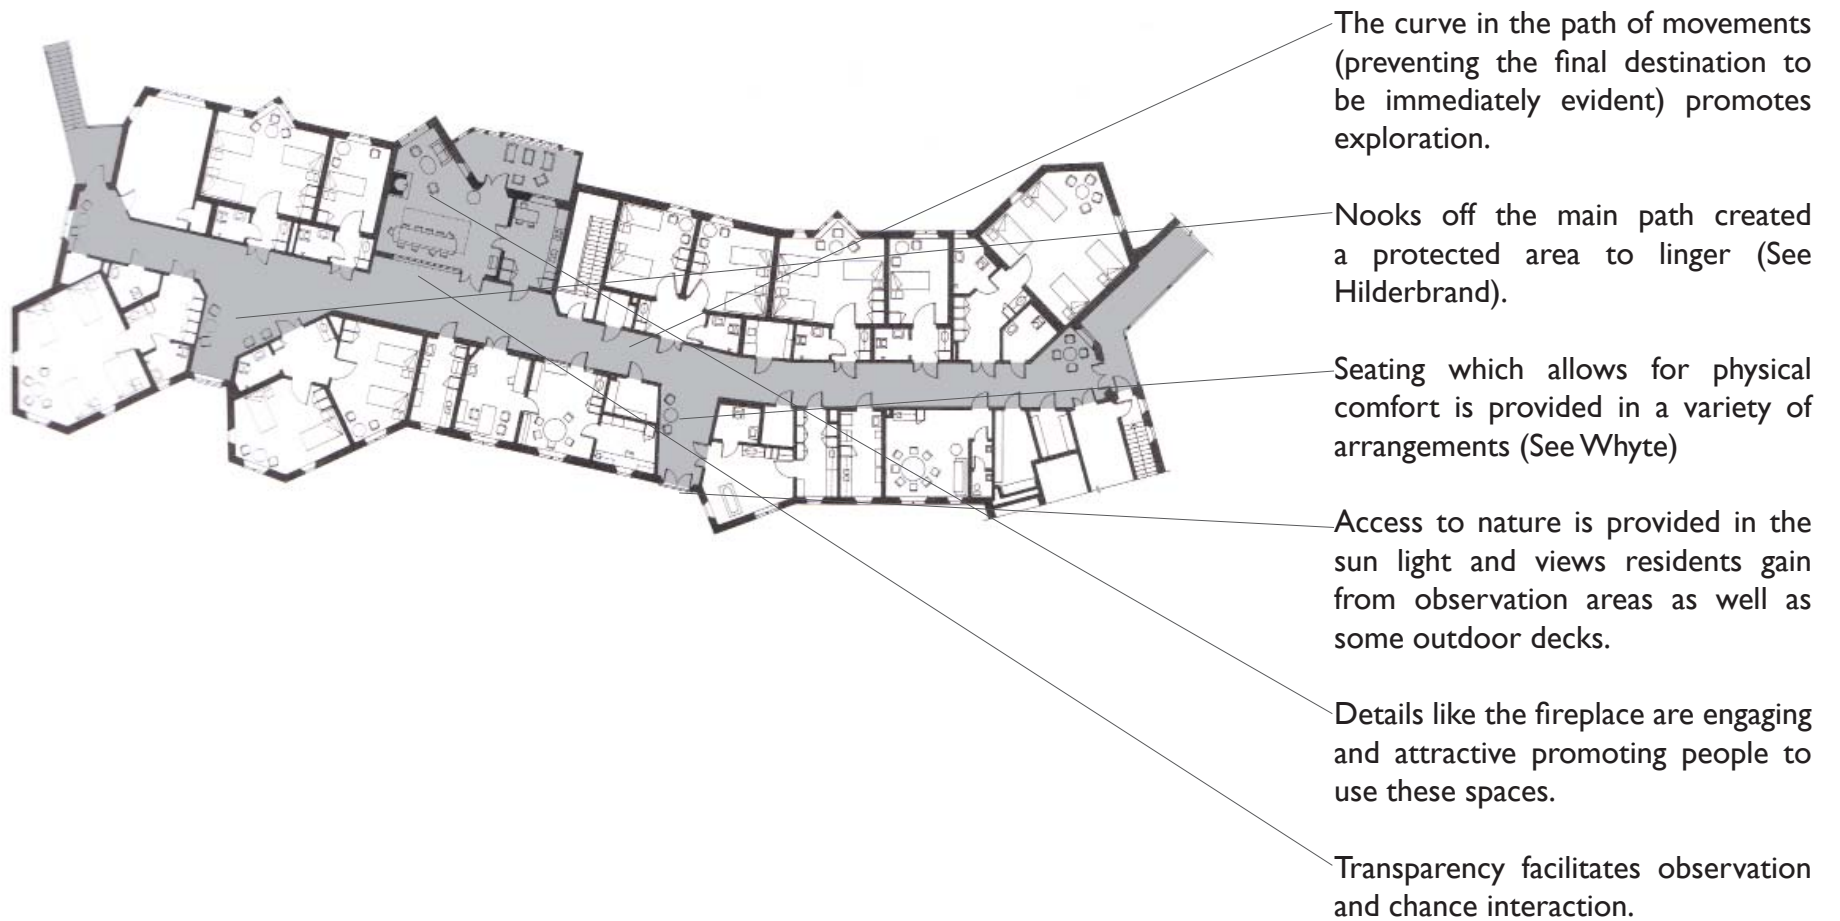 The curve in the path of movements
(preventing the final destination to
be immediately evident) promotes
exploration.
Nooks off the main path created
a protected area to linger (See
Hilderbrand).
Seating which allows for physical
comfort is provided in a variety of
arrangements (See Whyte)
Access to nature is provided in the
sun light and views residents gain
from observation areas as well as
some outdoor decks.
Details like the fireplace are engaging
and attractive promoting people to
use these spaces.
Transparency facilitates observation
and chance interaction.